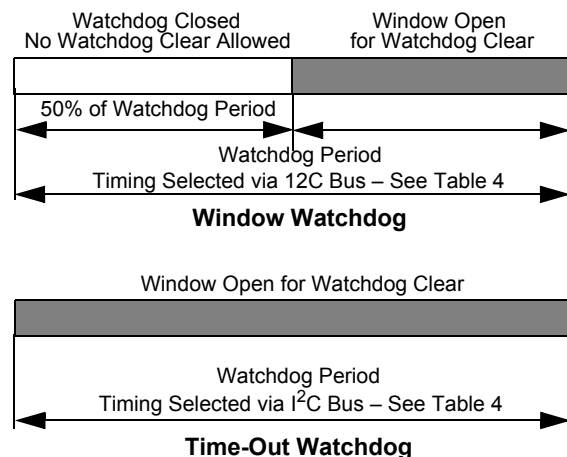 Watchdog Closed
No Watchdog Clear Allowed
Window Open
for Watchdog Clear
50% of Watchdog Period
Watchdog Period
Timing Selected via 12C Bus – See Table 4
Window Watchdog
Window Open for Watchdog Clear
Watchdog Period
Timing Selected via I²C Bus – See Table 4
Time-Out Watchdog